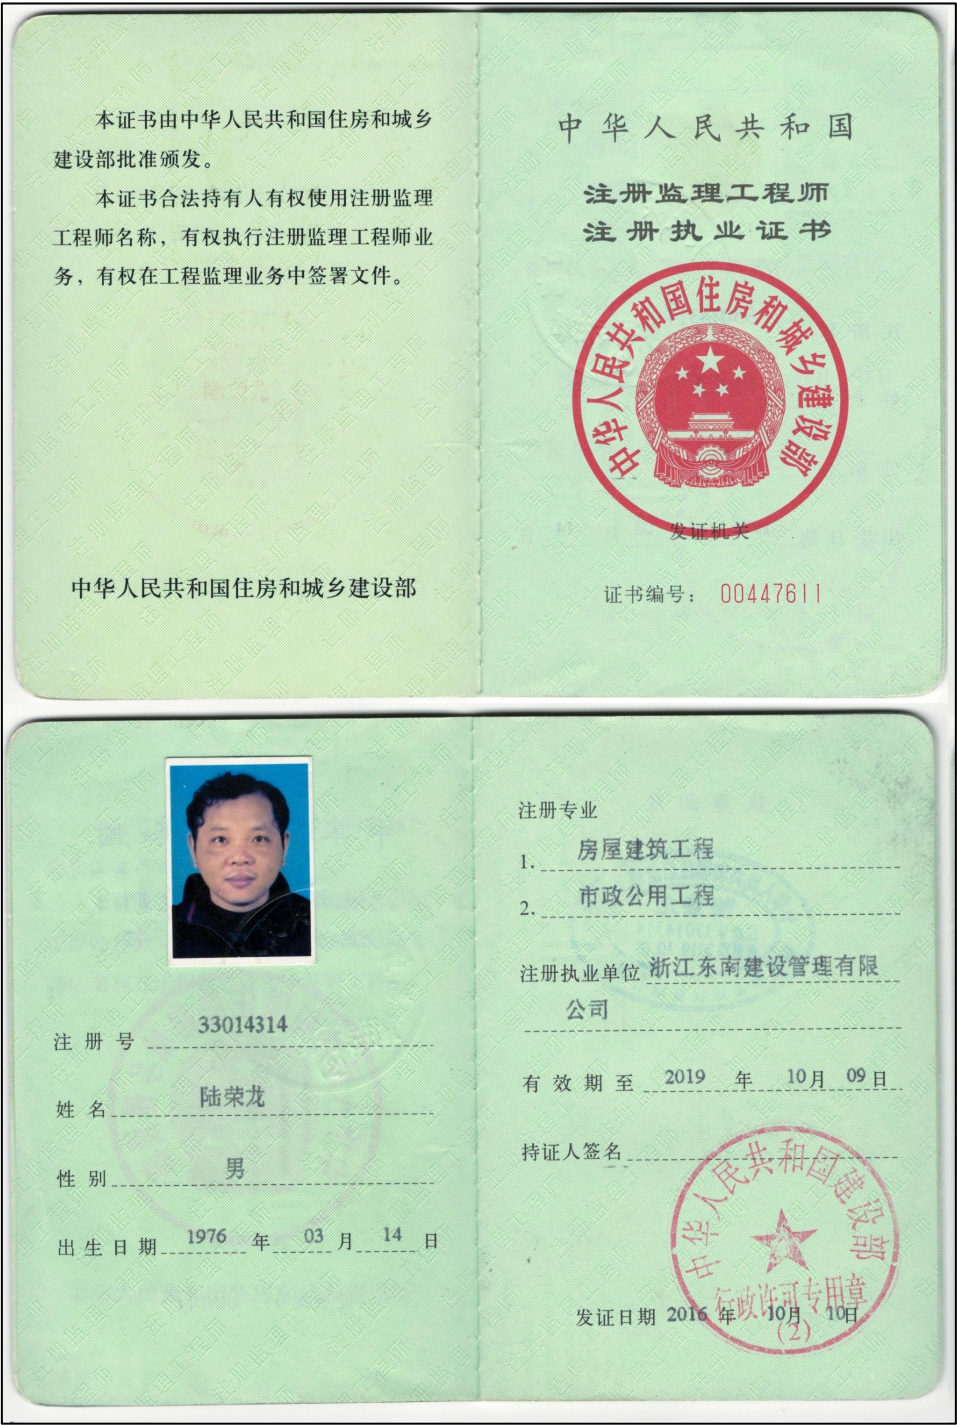 本证书由中华人民共和国住房和城乡
建设部批准颁发。
本证书合法持有人有权使用注册监理
工程师名称，有权执行注册监理工程师业
务，有权在工程监理业务中签署文件。
中华人民共和国住房和城乡建设部
中华人民共和国
注册监理工程师
注册执业证书
中华人民共和国住房和城乡建设部
发证机关
证书编号： 00447611
注册号 33014314
姓名 陆荣龙
性别 男
出生日期 1976 年 03 月 14 日
注册专业
1. 房屋建筑工程
2. 市政公用工程
注册执业单位 浙江东南建设管理有限
公司
有效期至 2019 年 10月 09日
持证人签名
中华人民共和国建设部
行政许可专用章
(2)
发证日期 2016 年 10月 10日